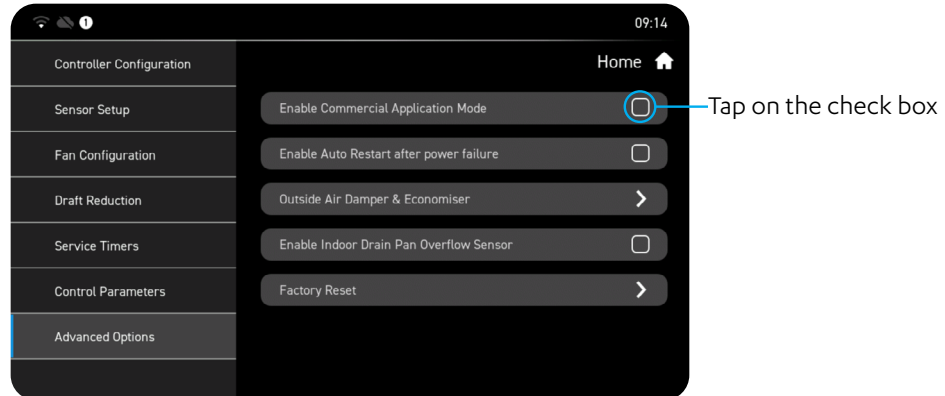 1
09:14
Home
Controller Configuration
Sensor Setup
Fan Configuration
Draft Reduction
Service Timers
Control Parameters
Advanced Options
Enable Commercial Application Mode
Enable Auto Restart after power failure
Outside Air Damper & Economiser
Enable Indoor Drain Pan Overflow Sensor
Factory Reset
Tap on the check box